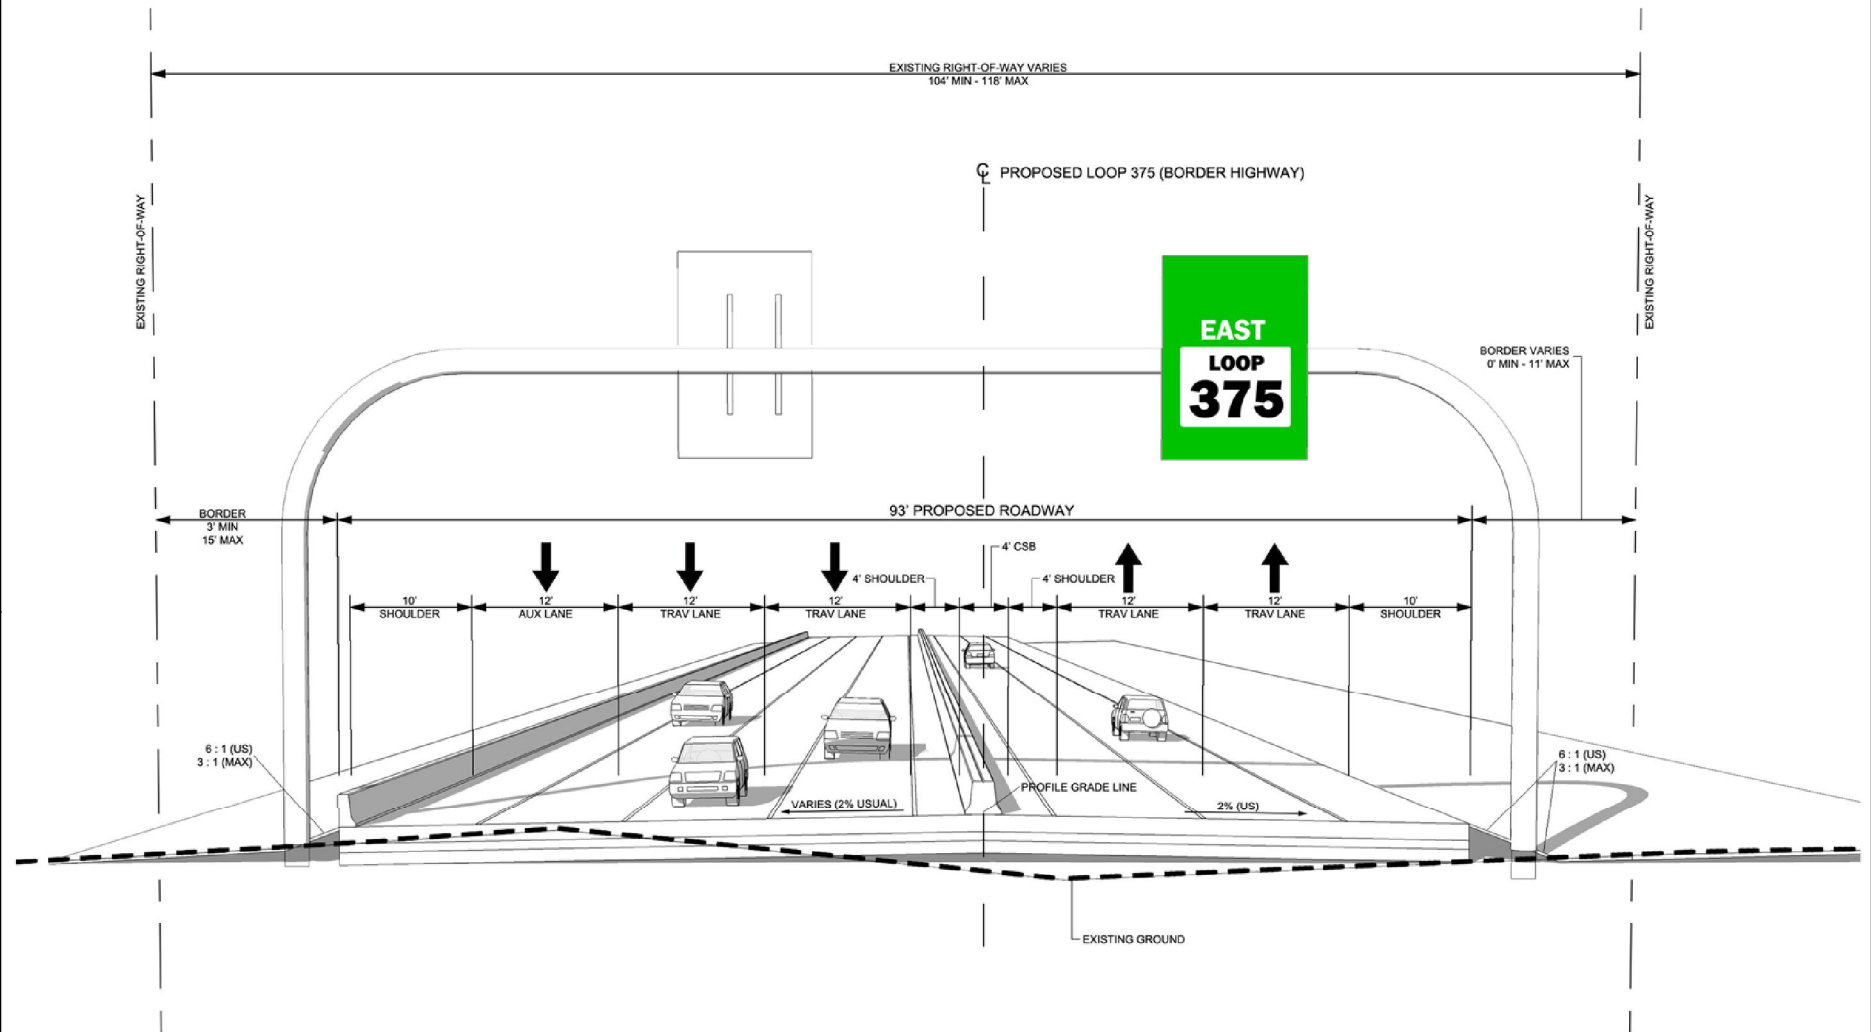 EXISTING RIGHT-OF-WAY VARIES
104' MIN - 118' MAX
℄ PROPOSED LOOP 375 (BORDER HIGHWAY)
EXISTING RIGHT-OF-WAY
EXISTING RIGHT-OF-WAY
EAST
LOOP
375
BORDER VARIES
0' MIN - 11' MAX
BORDER
3' MIN
15' MAX
93' PROPOSED ROADWAY
4' CSB
4' SHOULDER
4' SHOULDER
10'
SHOULDER
12'
AUX LANE
12'
TRAV LANE
12'
TRAV LANE
12'
TRAV LANE
12'
TRAV LANE
10'
SHOULDER
6 : 1 (US)
3 : 1 (MAX)
6 : 1 (US)
3 : 1 (MAX)
PROFILE GRADE LINE
VARIES (2% USUAL)
2% (US)
EXISTING GROUND